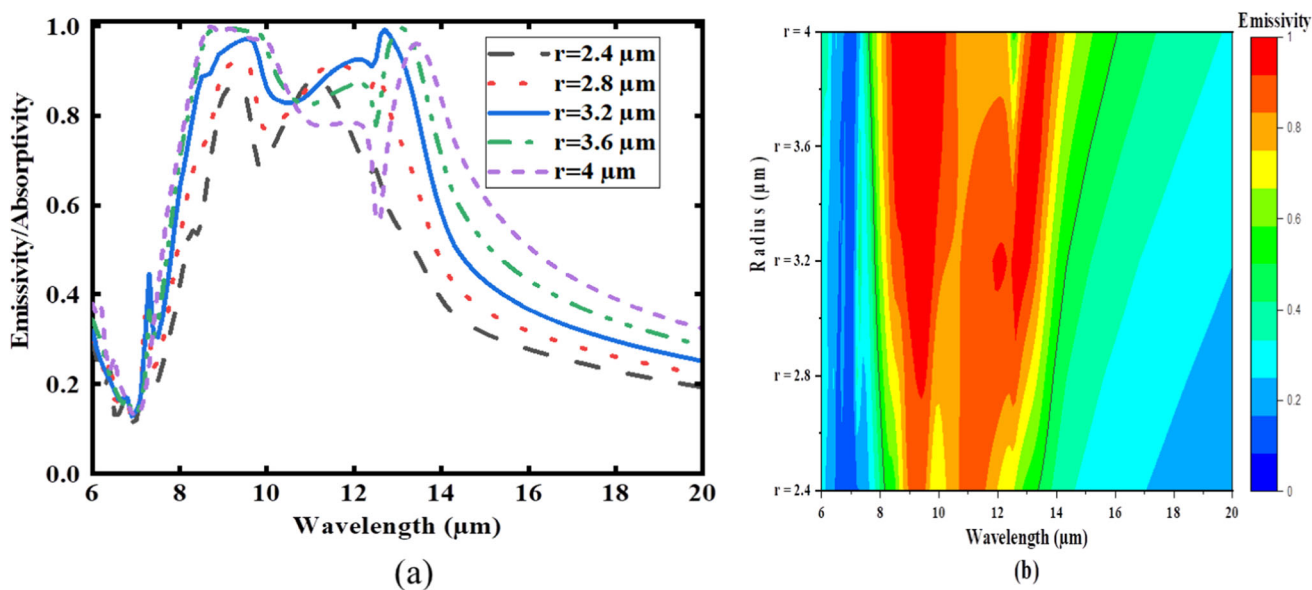 1.0
0.8
0.6
0.4
0.2
0.0
Emissivity/Absorptivity
r=2.4 µm
r=2.8 µm
r=3.2 µm
r=3.6 µm
r=4 µm
6 8 10 12 14 16 18 20
Wavelength (µm)
(a)
Emissivity
r=4
r=3.6
r=3.2
r=2.8
r=2.4
Radius (µm)
1
0.8
0.6
0.4
0.2
0
6 8 10 12 14 16 18 20
Wavelength (µm)
(b)